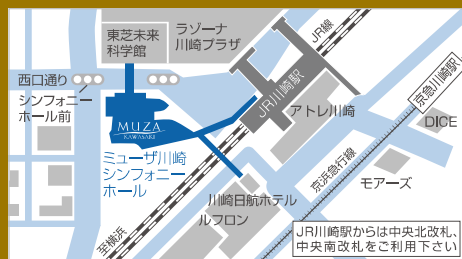 東芝未来
科学館
ラゾーナ
川崎プラザ
JR線
西口通り
シンフォニー
ホール前
JR川崎駅
京急川崎駅
アトレ川崎
DICE
MUZA
KAWASAKI
ミューザ川崎
シンフォニー
ホール
京浜急行線
モアーズ
川崎日航ホテル
ルフロン
至横浜
JR川崎駅からは中央北改札、
中央南改札をご利用下さい